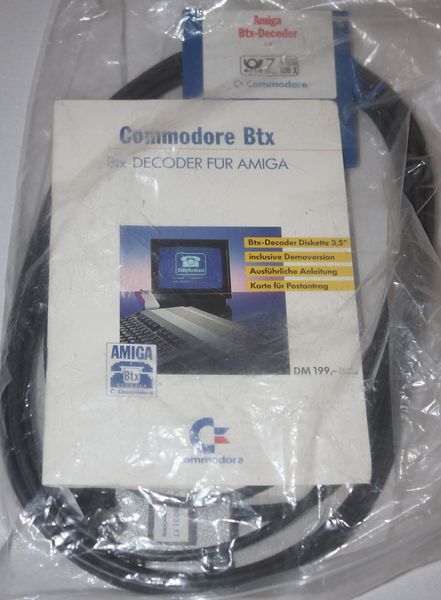 Amiga
Btx-Decoder
7
Commodore
Commodore Btx
Btx DECODER FÜR AMIGA
Btx-Decoder Diskette 3,5"
inclusive Demoversion
Ausführliche Anleitung
Karte für Postantrag
AMIGA
Btx
Commodore
DM 199,-
Commodore